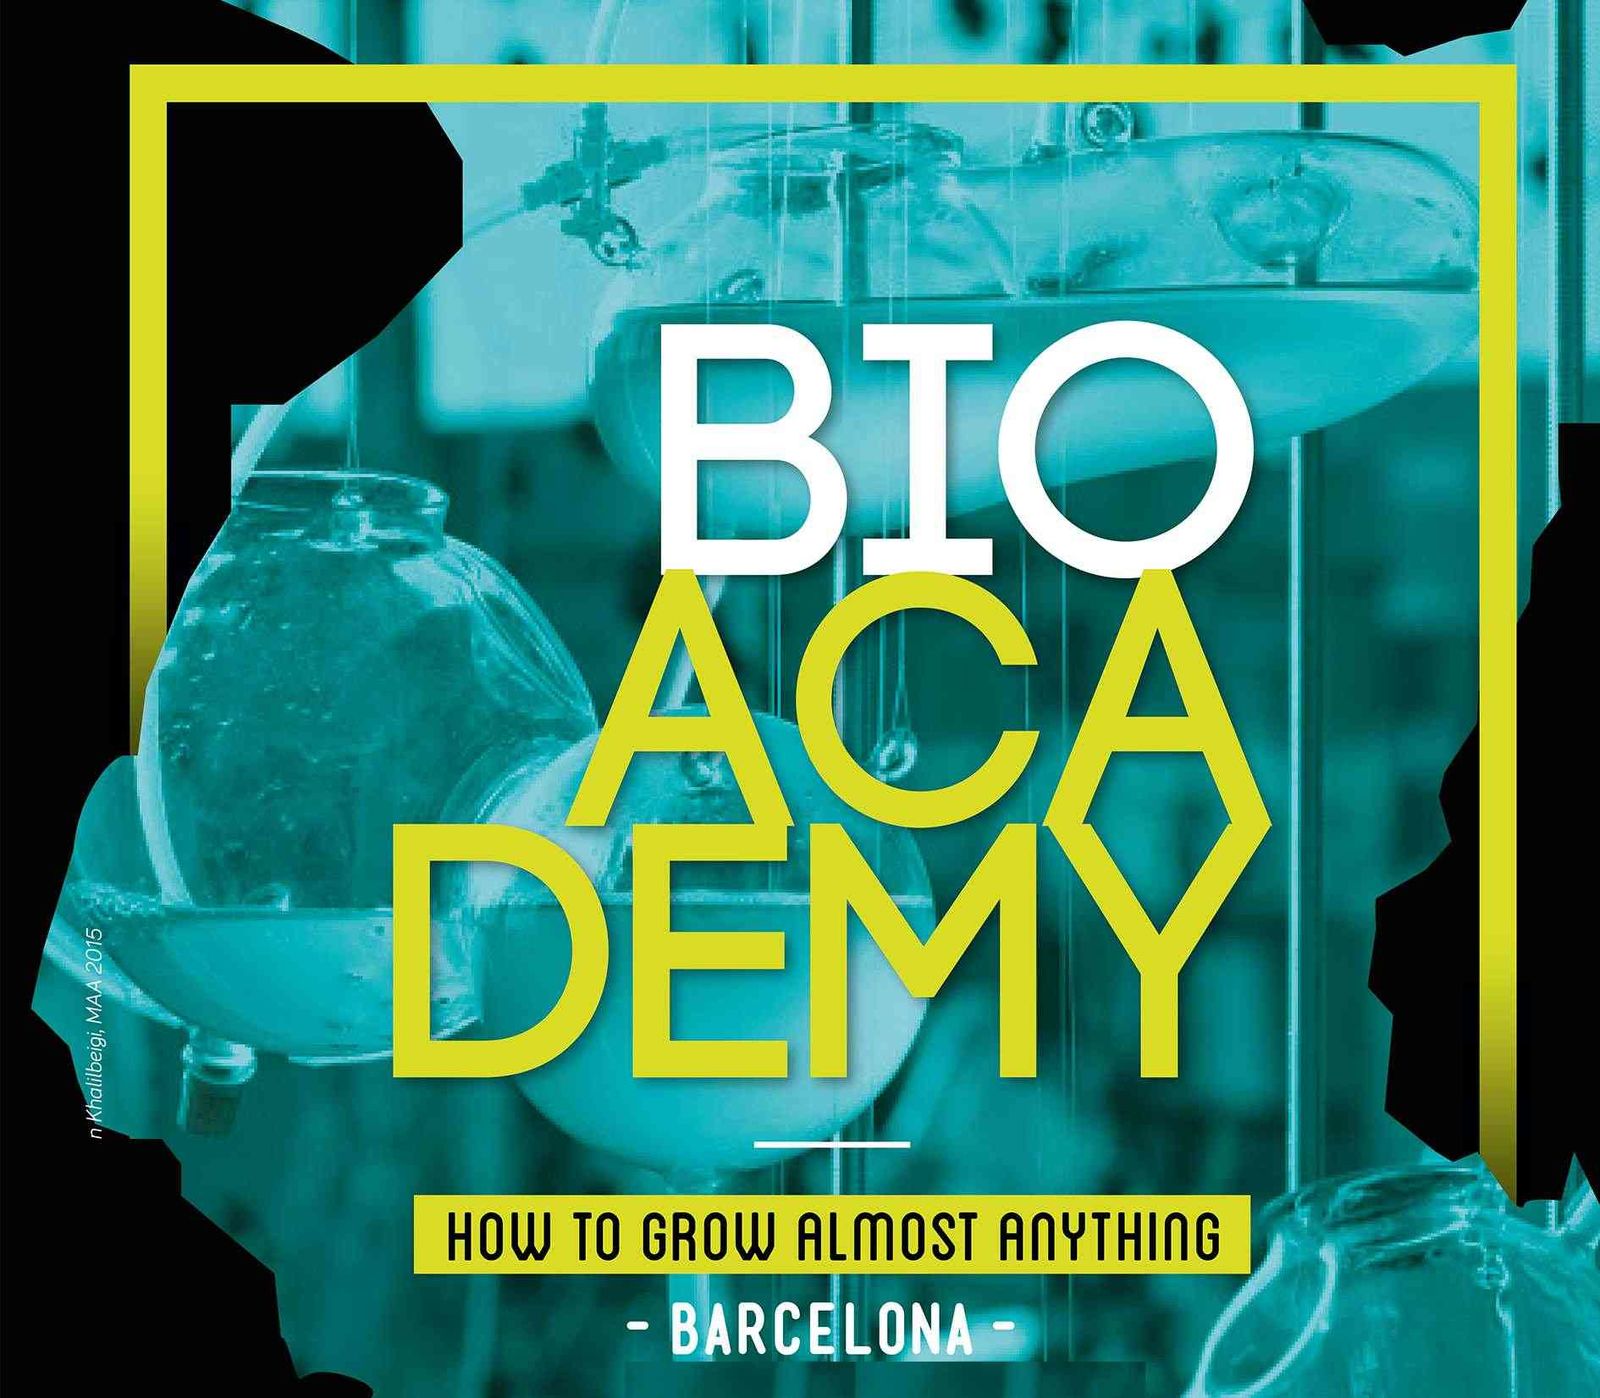 BIO
ACA
DEMY
HOW TO GROW ALMOST ANYTHING
- BARCELONA -
n Khalilbeigi, MAA 2015